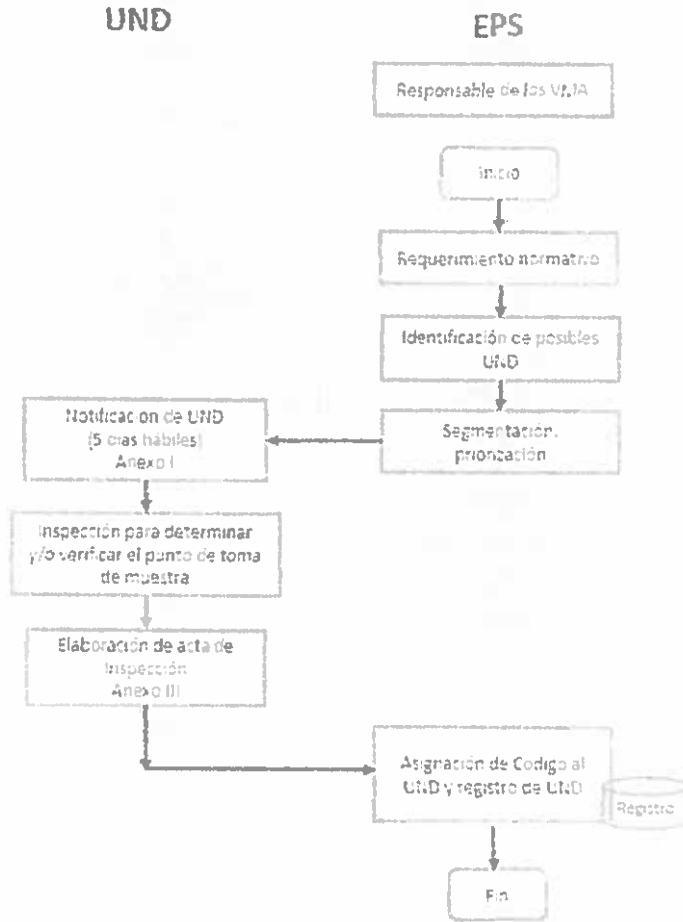 UND
EPS
Responsable de los VMA
Inicio
Requerimiento normativo
Identificación de posibles
UND
Segmentación,
priorización
Notificación de UND
(5 días hábiles)
Anexo I
Inspección para determinar
y/o verificar el punto de toma
de muestra
Elaboración de acta de
Inspección
Anexo III
Asignación de Codigo al
UND y registro de UND
Registro
Fin